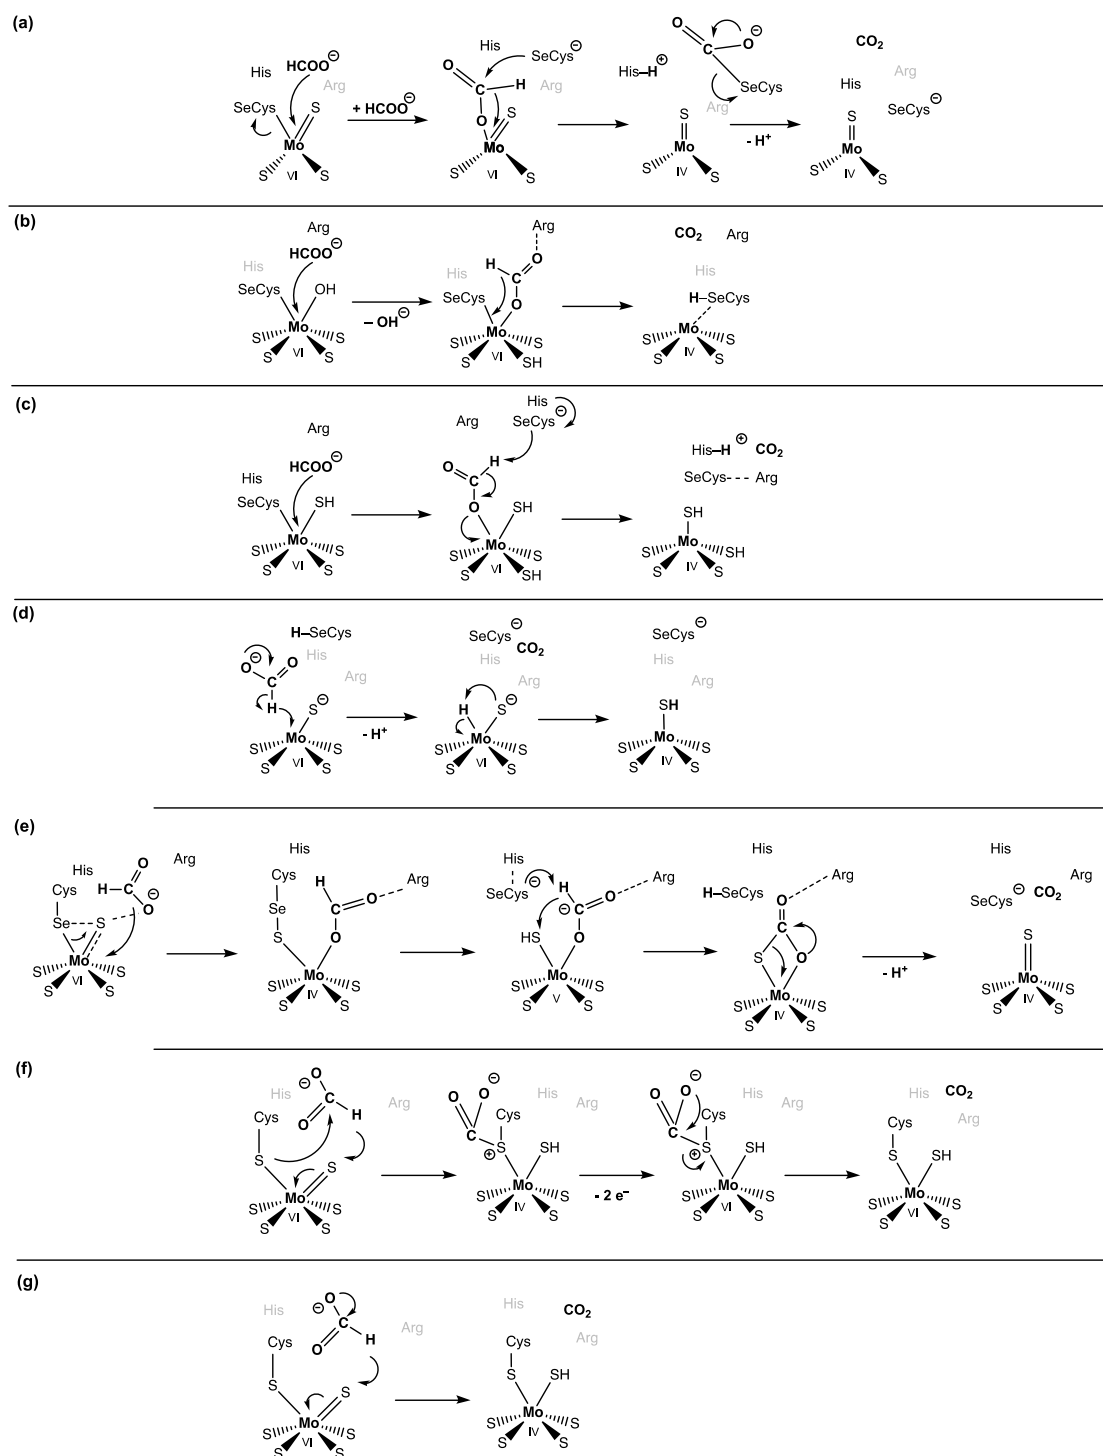 (a)
His HCOO⊖ Arg SeCys S Mo VI S S
+ HCOO⊖
His SeCys⊖ O C H Arg O S Mo VI S S
His–H⊕ O C O⊖ SeCys Arg S Mo IV S S
- H⁺
CO₂ His Arg SeCys⊖ S Mo IV S S
(b)
Arg HCOO⊖ His SeCys OH Mo VI S S S S
– OH⊖
Arg H C O His SeCys O Mo VI S S S SH
CO₂ Arg His H–SeCys Mo IV S S S S
(c)
Arg HCOO⊖ His SeCys SH Mo VI S S S S
His SeCys⊖ Arg O C H O SH Mo VI S S S SH
His–H⊕ CO₂ SeCys Arg SH Mo IV S SH S S
(d)
H–SeCys His Arg ⊖O C O H S⊖ Mo VI S S S S
- H⁺
SeCys⊖ CO₂ His Arg H S⊖ Mo VI S S S S
SeCys⊖ His Arg SH Mo IV S S S S
(e)
His Arg Cys H C O O⊖ Se S Mo VI S S S S
His Cys H C O Arg Se S O Mo IV S S S S
His SeCys⊖ H C⊖ O Arg HS O Mo V S S S S
His H–SeCys O Arg C S O Mo IV S S S S
- H⁺
His Arg SeCys⊖ CO₂ S Mo IV S S S S
(f)
His ⊖O C O H Arg Cys S S Mo VI S S S S
O O⊖ C His Arg Cys S⊕ SH Mo IV S S S S
- 2 e⁻
O O⊖ C His Arg Cys S⊕ SH Mo VI S S S S
His CO₂ Arg Cys S SH Mo VI S S S S
(g)
His ⊖O C O H Arg Cys S S Mo VI S S S S
His CO₂ Arg Cys S SH Mo IV S S S S